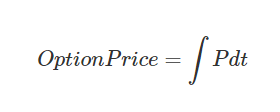 OptionPrice = ∫ Pdt